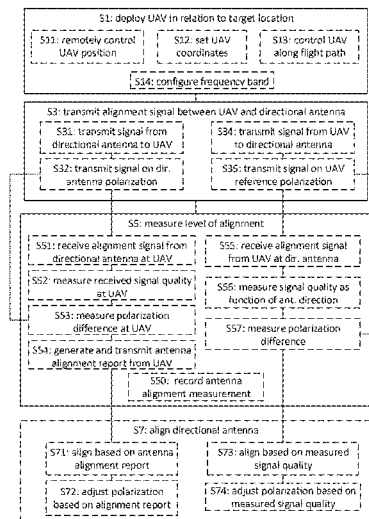 S1: deploy UAV in relation to target location
S11: remotely control
UAV position
S12: set UAV
coordinates
S13: control UAV
along flight path
S14: configure frequency band
S3: transmit alignment signal between UAV and directional antenna
S31: transmit signal from
directional antenna to UAV
S32: transmit signal on dir.
antenna polarization
S34: transmit signal from UAV
to directional antenna
S35: transmit signal on UAV
reference polarization
S5: measure level of alignment
S51: receive alignment signal from
directional antenna at UAV
S52: measure received signal quality
at UAV
S53: measure polarization
difference at UAV
S54: generate and transmit antenna
alignment report from UAV
S55: receive alignment signal
from UAV at dir. antenna
S56: measure signal quality as
function of ant. direction
S57: measure polarization
difference
S50: record antenna
alignment measurement
S7: align directional antenna
S71: align based on antenna
alignment report
S72: adjust polarization
based on alignment report
S73: align based on measured
signal quality
S74: adjust polarization based on
measured signal quality